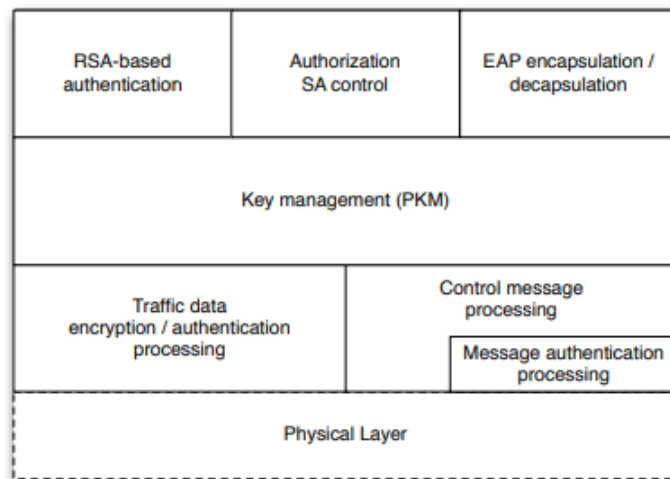 RSA-based
authentication
Authorization
SA control
EAP encapsulation /
decapsulation
Key management (PKM)
Traffic data
encryption / authentication
processing
Control message
processing
Message authentication
processing
Physical Layer